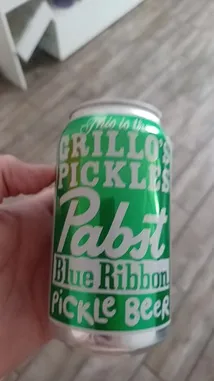 This is the
GRILLO'S
PICKLES
Pabst
Blue Ribbon
PiCKLE BEER